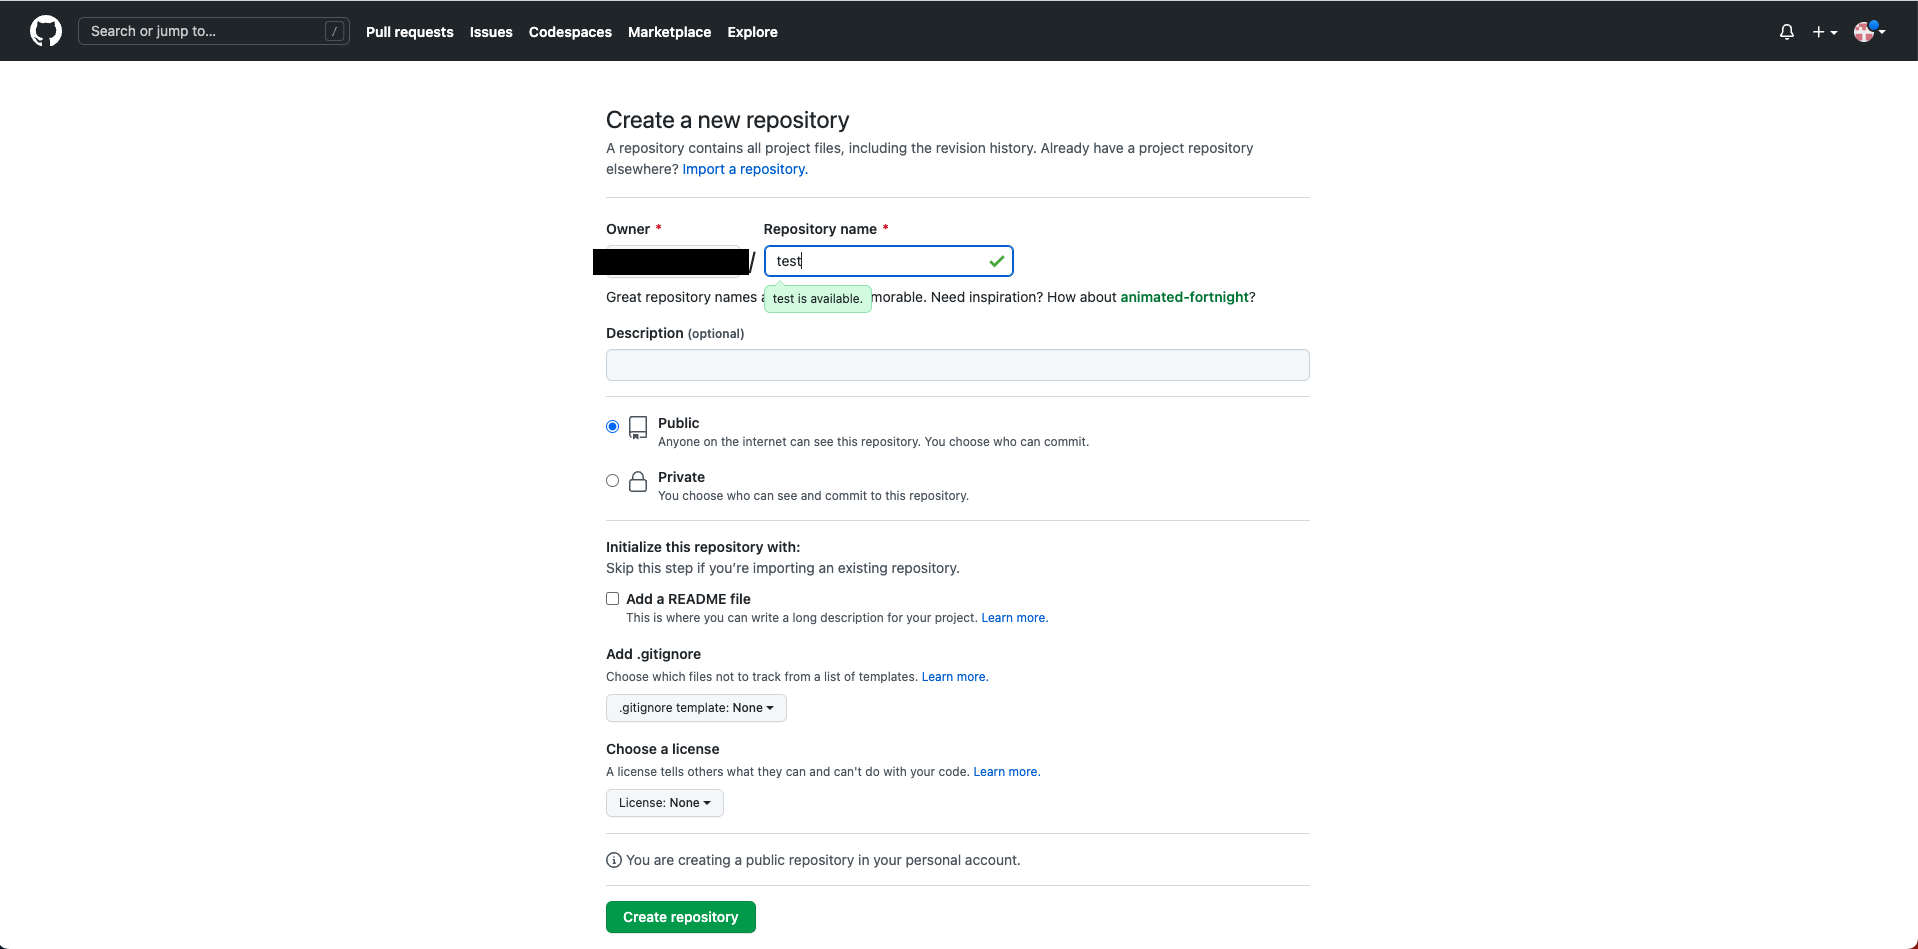 Search or jump to... / Pull requests Issues Codespaces Marketplace Explore
Create a new repository
A repository contains all project files, including the revision history. Already have a project repository
elsewhere? Import a repository.
Owner * Repository name *
/ test
Great repository names a test is available. morable. Need inspiration? How about animated-fortnight?
Description (optional)
Public
Anyone on the internet can see this repository. You choose who can commit.
Private
You choose who can see and commit to this repository.
Initialize this repository with:
Skip this step if you’re importing an existing repository.
Add a README file
This is where you can write a long description for your project. Learn more.
Add .gitignore
Choose which files not to track from a list of templates. Learn more.
.gitignore template: None
Choose a license
A license tells others what they can and can't do with your code. Learn more.
License: None
You are creating a public repository in your personal account.
Create repository